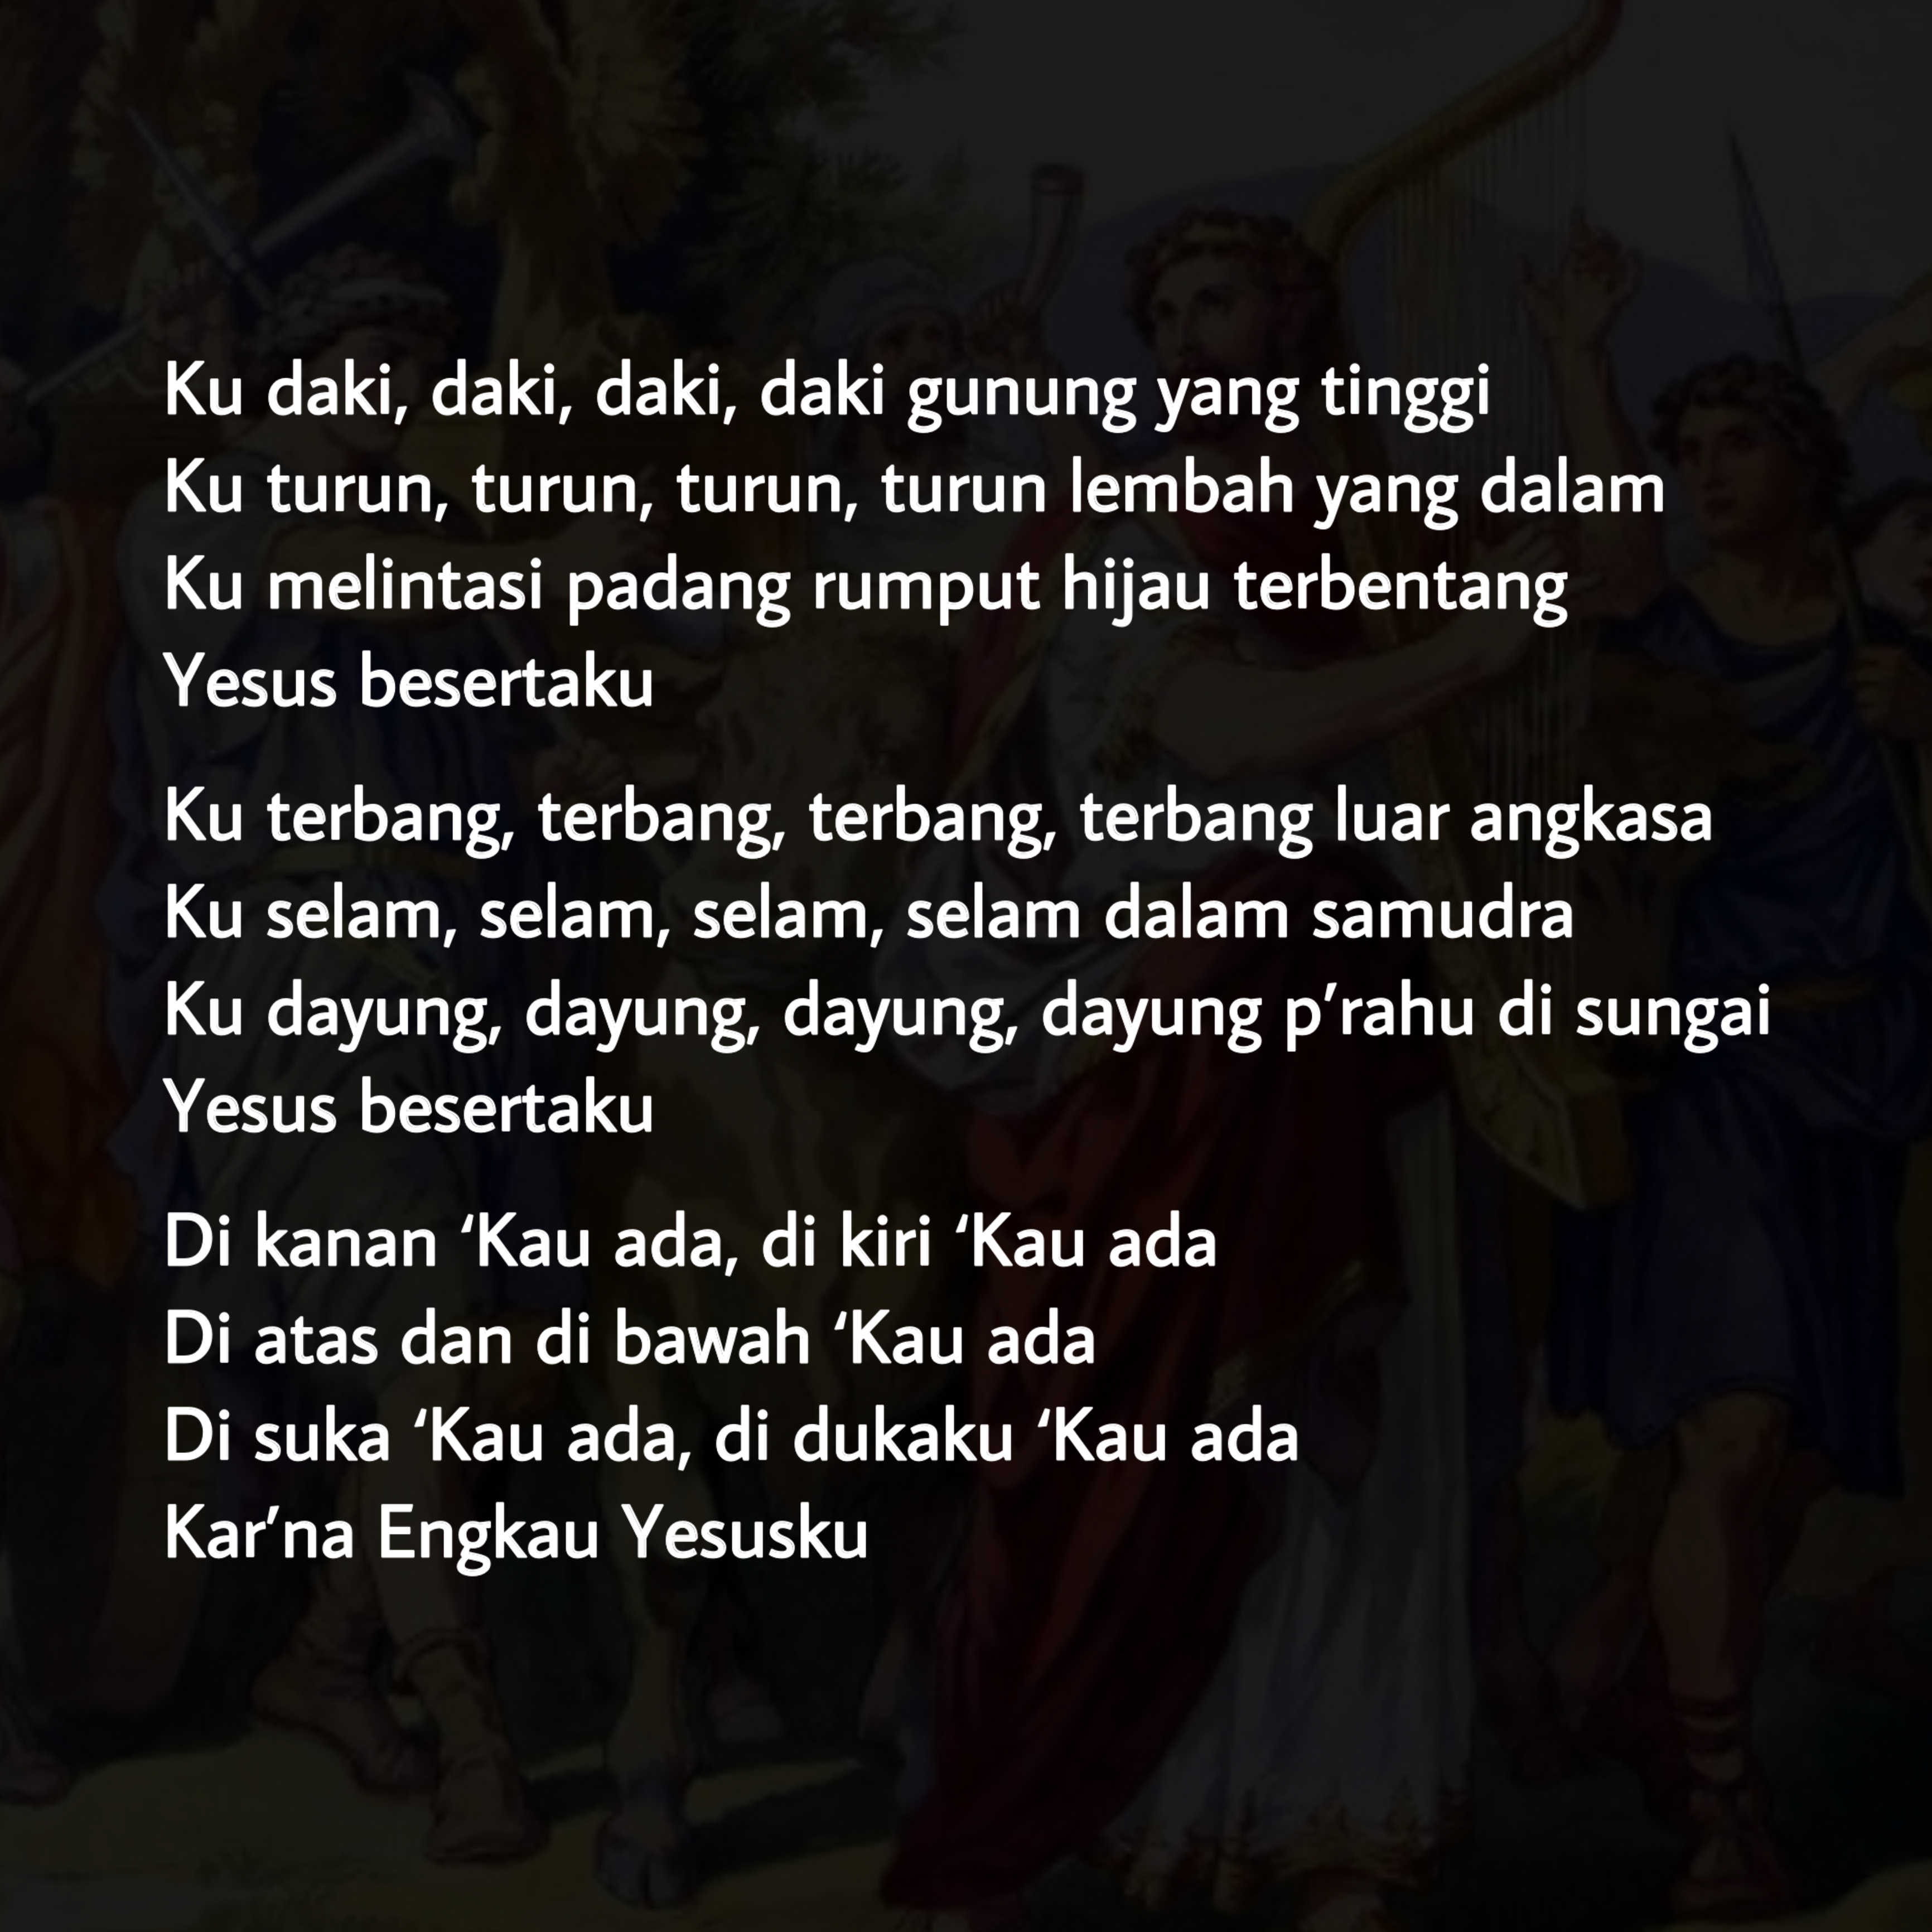 Ku daki, daki, daki, daki gunung yang tinggi
Ku turun, turun, turun, turun lembah yang dalam
Ku melintasi padang rumput hijau terbentang
Yesus besertaku
Ku terbang, terbang, terbang, terbang luar angkasa
Ku selam, selam, selam, selam dalam samudra
Ku dayung, dayung, dayung, dayung p’rahu di sungai
Yesus besertaku
Di kanan ‘Kau ada, di kiri ‘Kau ada
Di atas dan di bawah ‘Kau ada
Di suka ‘Kau ada, di dukaku ‘Kau ada
Kar’na Engkau Yesusku